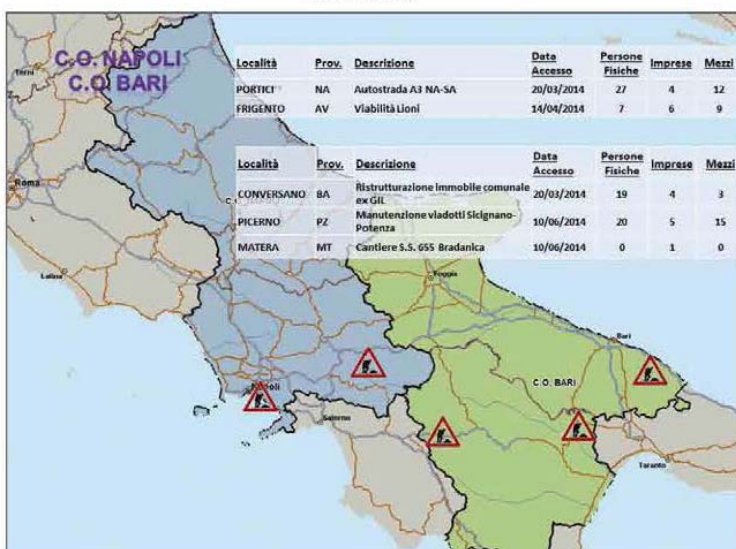 C.O. NAPOLI
C.O. BARI
Località Prov. Descrizione Data Accesso Persone Fisiche Imprese Mezzi
PORTICI NA Autostrada A3 NA-SA 20/03/2014 27 4 12
FRIGENTO AV Viabilità Lioni 14/04/2014 7 6 9
Località Prov. Descrizione Data Accesso Persone Fisiche Imprese Mezzi
CONVERSANO BA Ristrutturazione immobile comunale ex GIL 20/03/2014 19 4 3
PICERNO PZ Manutenzione viadotti Sicignano-Potenza 10/06/2014 20 5 15
MATERA MT Cantiere S.S. 655 Bradanica 10/06/2014 0 1 0
Terni
Roma
Latina
Foggia
Bari
C.O. BARI
Napoli
Salerno
Taranto